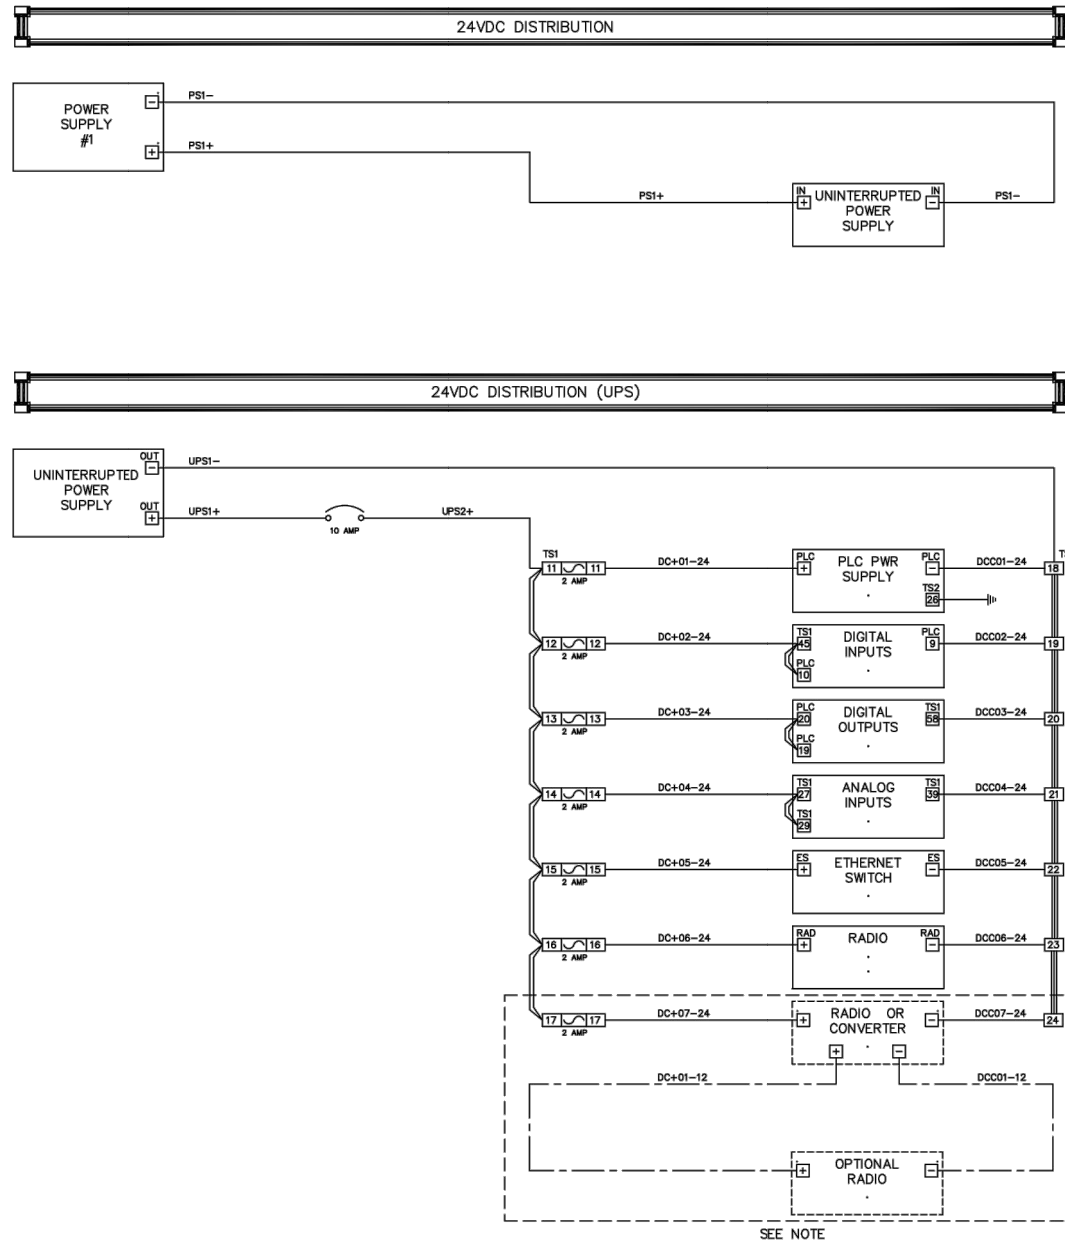 24VDC DISTRIBUTION
POWER
SUPPLY
#1
−
PS1−
+
PS1+
PS1+
IN
+
UNINTERRUPTED
POWER
SUPPLY
IN
−
PS1−
24VDC DISTRIBUTION (UPS)
UNINTERRUPTED
POWER
SUPPLY
OUT
−
UPS1−
OUT
+
UPS1+
10 AMP
UPS2+
TS1
11 11
2 AMP
DC+01−24
PLC
+
PLC PWR
SUPPLY
PLC
−
TS2
26
DCC01−24
18
12 12
2 AMP
DC+02−24
TS1
45
PLC
10
DIGITAL
INPUTS
PLC
9
DCC02−24
19
13 13
2 AMP
DC+03−24
PLC
20
PLC
19
DIGITAL
OUTPUTS
TS1
58
DCC03−24
20
14 14
2 AMP
DC+04−24
TS1
27
TS1
29
ANALOG
INPUTS
TS1
39
DCC04−24
21
15 15
2 AMP
DC+05−24
ES
+
ETHERNET
SWITCH
ES
−
DCC05−24
22
16 16
2 AMP
DC+06−24
RAD
+
RADIO
RAD
−
DCC06−24
23
17 17
2 AMP
DC+07−24
+
RADIO OR
CONVERTER
−
DCC07−24
24
+ −
DC+01−12
DCC01−12
+
OPTIONAL
RADIO
−
SEE NOTE